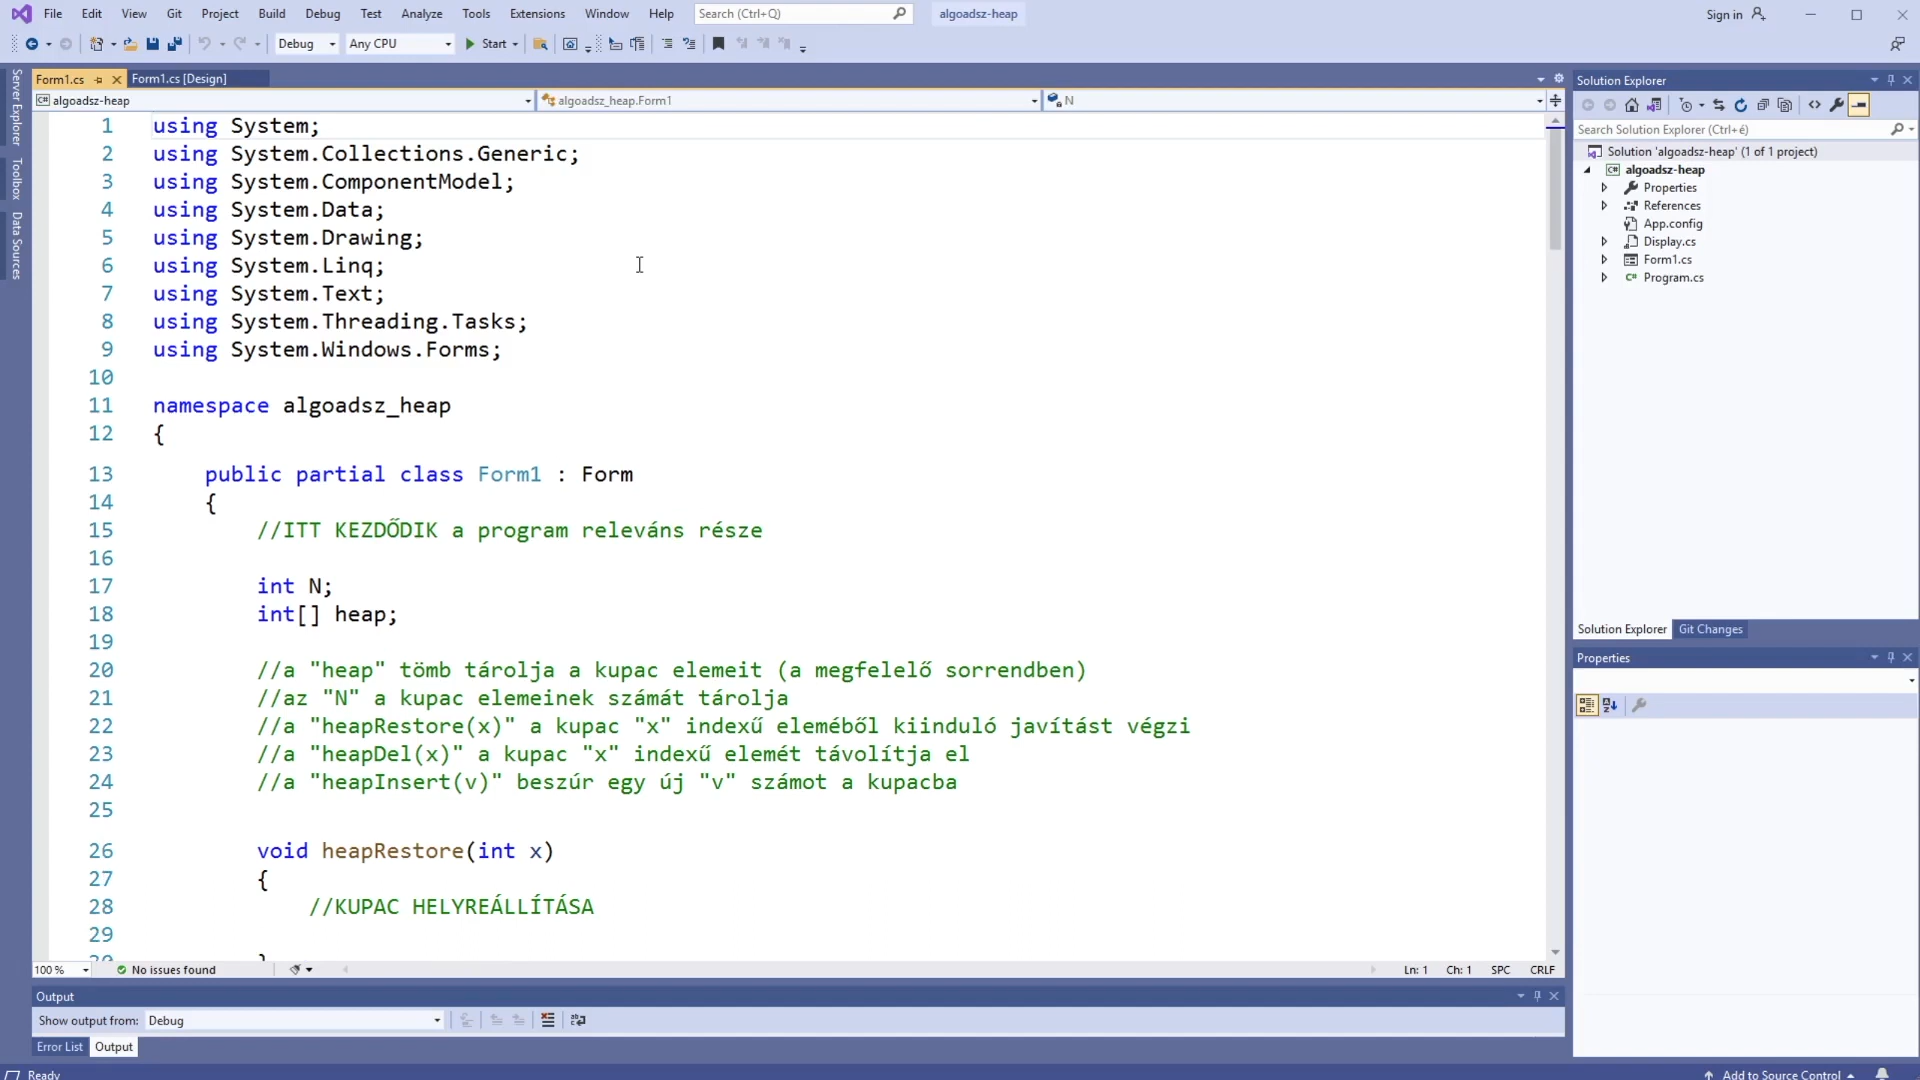 File Edit View Git Project Build Debug Test Analyze Tools Extensions Window Help Search (Ctrl+Q) algoadsz-heap Sign in
Debug Any CPU Start
Form1.cs Form1.cs [Design]
algoadsz-heap algoadsz_heap.Form1 N
Server Explorer
Toolbox
Data Sources
1 using System;
2 using System.Collections.Generic;
3 using System.ComponentModel;
4 using System.Data;
5 using System.Drawing;
6 using System.Linq;
7 using System.Text;
8 using System.Threading.Tasks;
9 using System.Windows.Forms;
10
11 namespace algoadsz_heap
12 {
13 public partial class Form1 : Form
14 {
15 //ITT KEZDŐDIK a program releváns része
16
17 int N;
18 int[] heap;
19
20 //a "heap" tömb tárolja a kupac elemeit (a megfelelő sorrendben)
21 //az "N" a kupac elemeinek számát tárolja
22 //a "heapRestore(x)" a kupac "x" indexű eleméből kiinduló javítást végzi
23 //a "heapDel(x)" a kupac "x" indexű elemét távolítja el
24 //a "heapInsert(v)" beszúr egy új "v" számot a kupacba
25
26 void heapRestore(int x)
27 {
28 //KUPAC HELYREÁLLÍTÁSA
29
30 }
100 % No issues found Ln: 1 Ch: 1 SPC CRLF
Output
Show output from: Debug
Error List Output
Ready
Solution Explorer
Search Solution Explorer (Ctrl+é)
Solution 'algoadsz-heap' (1 of 1 project)
algoadsz-heap
Properties
References
App.config
Display.cs
Form1.cs
Program.cs
Solution Explorer Git Changes
Properties
Add to Source Control